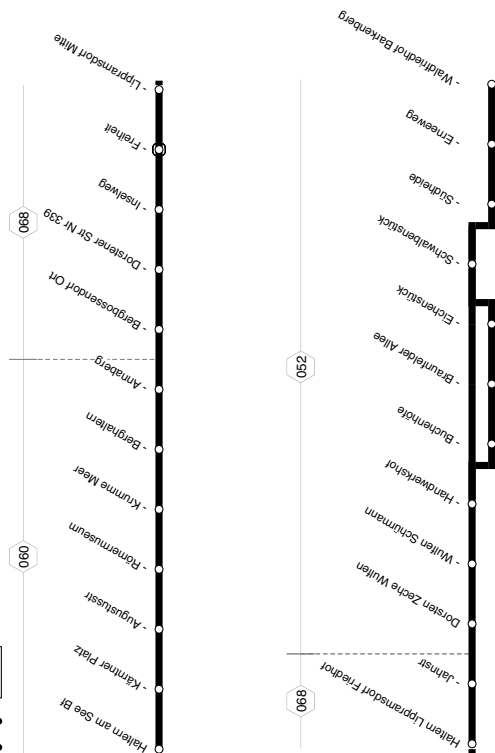 060
068
Haltern am See Bf
- Kärntner Platz
- Augustusstr
- Römermuseum
- Krumme Meer
- Berghaltern
- Annaberg
- Bergbossendorf Ort
- Dorstener Str Nr 339
- Inselweg
- Freiheit
- Lippramsdorf Mitte
068
052
Haltern Lippramsdorf Friedhof
- Jahnstr
Dorsten Zeche Wulfen
- Wulfen Schürmann
- Handwerkshof
- Buchenhöfe
- Braunfelder Allee
- Eichenstück
- Schwalbenstück
- Südheide
- Erneeweg
- Waldfriedhof Barkenberg